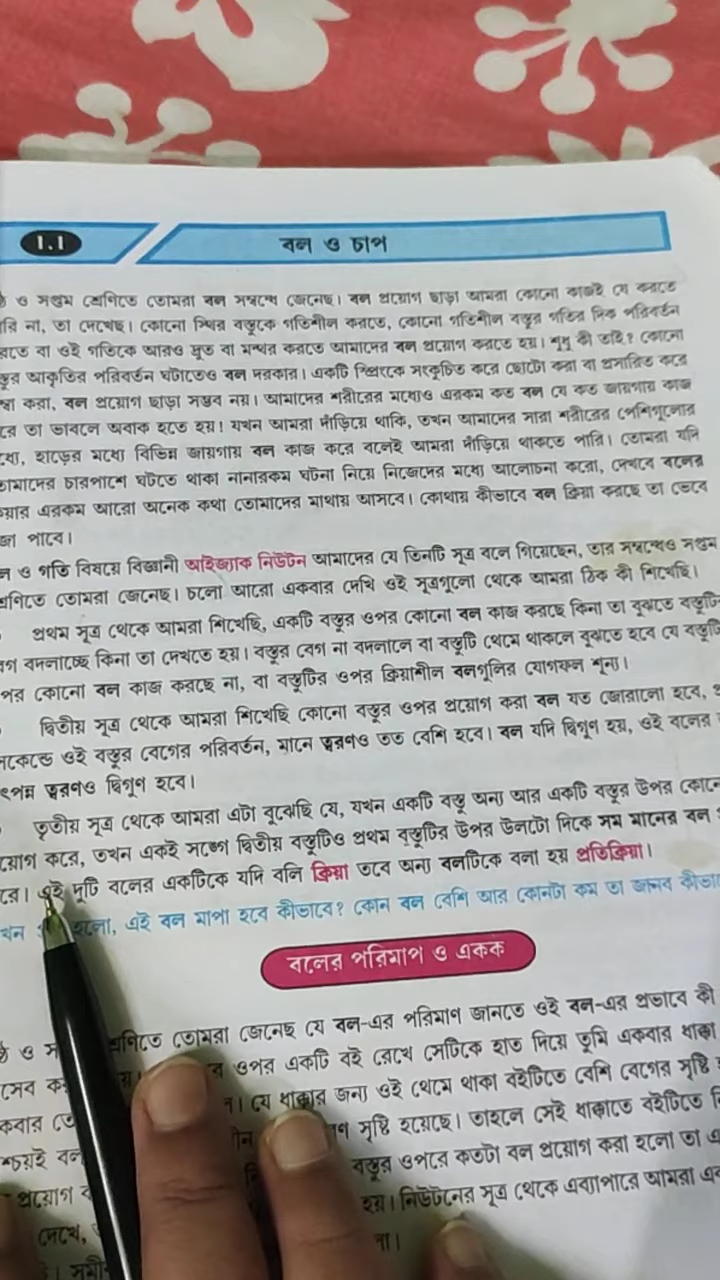 1.1
বল ও চাপ
ও সপ্তম শ্রেণিতে তোমরা বল সম্বন্ধে জেনেছ। বল প্রয়োগ ছাড়া আমরা কোনো কাজই যে করতে
না, তা দেখেছ। কোনো স্থির বস্তুকে গতিশীল করতে, কোনো গতিশীল বস্তুর গতির দিক পরিবর্তন
বা ওই গতিকে আরও দ্রুত বা মন্থর করতে আমাদের বল প্রয়োগ করতে হয়। শুধু কী তাই? কোনো
আকৃতির পরিবর্তন ঘটাতেও বল দরকার। একটি স্প্রিংকে সংকুচিত করে ছোটো করা বা প্রসারিত করে
করা, বল প্রয়োগ ছাড়া সম্ভব নয়। আমাদের শরীরের মধ্যেও এরকম কত বল যে কত জায়গায় কাজ
তা ভাবলে অবাক হতে হয়! যখন আমরা দাঁড়িয়ে থাকি, তখন আমাদের সারা শরীরের পেশিগুলোর
হাড়ের মধ্যে বিভিন্ন জায়গায় বল কাজ করে বলেই আমরা দাঁড়িয়ে থাকতে পারি। তোমরা যদি
চারপাশে ঘটতে থাকা নানারকম ঘটনা নিয়ে নিজেদের মধ্যে আলোচনা করো, দেখবে বলের
এরকম আরো অনেক কথা তোমাদের মাথায় আসবে। কোথায় কীভাবে বল ক্রিয়া করছে তা ভেবে
পাবে।
ও গতি বিষয়ে বিজ্ঞানী আইজ্যাক নিউটন আমাদের যে তিনটি সূত্র বলে গিয়েছেন, তার সম্বন্ধেও সপ্তম
তোমরা জেনেছ। চলো আরো একবার দেখি ওই সূত্রগুলো থেকে আমরা ঠিক কী শিখেছি।
প্রথম সূত্র থেকে আমরা শিখেছি, একটি বস্তুর ওপর কোনো বল কাজ করছে কিনা তা বুঝতে বস্তুটি
বদলাচ্ছে কিনা তা দেখতে হয়। বস্তুর বেগ না বদলালে বা বস্তুটি থেমে থাকলে বুঝতে হবে যে বস্তুটি
কোনো বল কাজ করছে না, বা বস্তুটির ওপর ক্রিয়াশীল বলগুলির যোগফল শূন্য।
দ্বিতীয় সূত্র থেকে আমরা শিখেছি কোনো বস্তুর ওপর প্রয়োগ করা বল যত জোরালো হবে,
ওই বস্তুর বেগের পরিবর্তন, মানে ত্বরণও তত বেশি হবে। বল যদি দ্বিগুণ হয়, ওই বলের
ত্বরণও দ্বিগুণ হবে।
তৃতীয় সূত্র থেকে আমরা এটা বুঝেছি যে, যখন একটি বস্তু অন্য আর একটি বস্তুর উপর
করে, তখন একই সঙ্গে দ্বিতীয় বস্তুটিও প্রথম বস্তুটির উপর উলটো দিকে সম মানের বল
এই দুটি বলের একটিকে যদি বলি ক্রিয়া তবে অন্য বলটিকে বলা হয় প্রতিক্রিয়া।
হলো, এই বল মাপা হবে কীভাবে? কোন বল বেশি আর কোনটা কম তা জানব
বলের পরিমাপ ও একক
ও তোমরা জেনেছ যে বল-এর পরিমাণ জানতে ওই বল-এর প্রভাবে কী
ওপর একটি বই রেখে সেটিকে হাত দিয়ে তুমি একবার ধাক্কা
যে ধাক্কার জন্য ওই থেমে থাকা বইটিতে বেশি বেগের সৃষ্টি
সৃষ্টি হয়েছে। তাহলে সেই ধাক্কাতে বইটিতে
বল বস্তুর ওপরে কতটা বল প্রয়োগ করা হলো তা
প্রয়োগ হয়। নিউটনের সূত্র থেকে এব্যাপারে আমরা
দেখে,